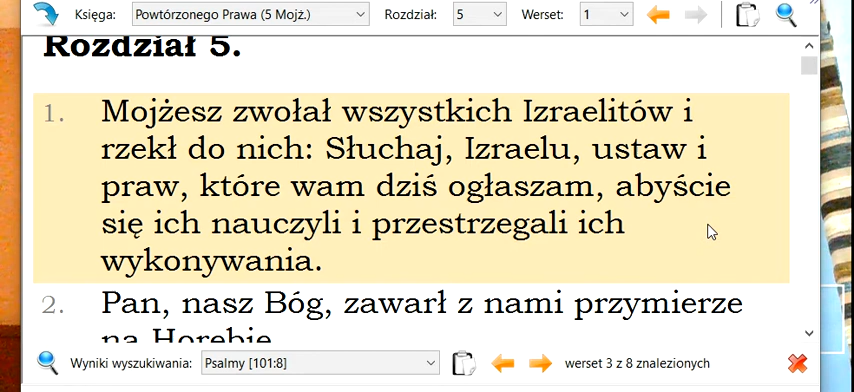 Księga: Powtórzonego Prawa (5 Mojż.) Rozdział: 5 Werset: 1
Rozdział 5.
1. Mojżesz zwołał wszystkich Izraelitów i
rzekł do nich: Słuchaj, Izraelu, ustaw i
praw, które wam dziś ogłaszam, abyście
się ich nauczyli i przestrzegali ich
wykonywania.
2. Pan, nasz Bóg, zawarł z nami przymierze
na Horebie
Wyniki wyszukiwania: Psalmy [101:8] werset 3 z 8 znalezionych